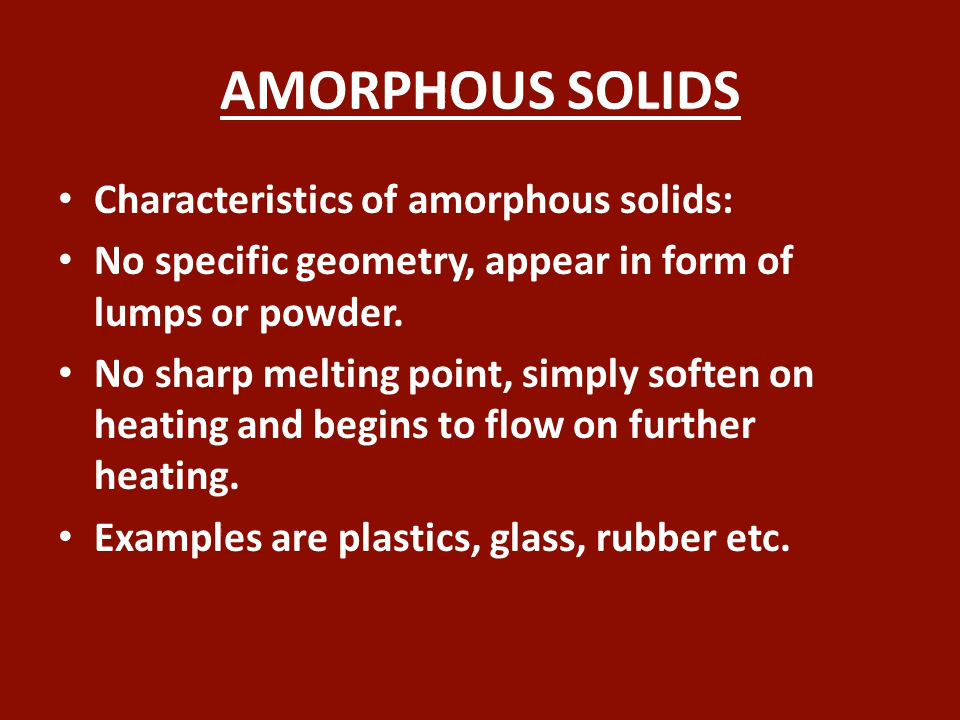 AMORPHOUS SOLIDS
• Characteristics of amorphous solids:
• No specific geometry, appear in form of
lumps or powder.
• No sharp melting point, simply soften on
heating and begins to flow on further
heating.
• Examples are plastics, glass, rubber etc.